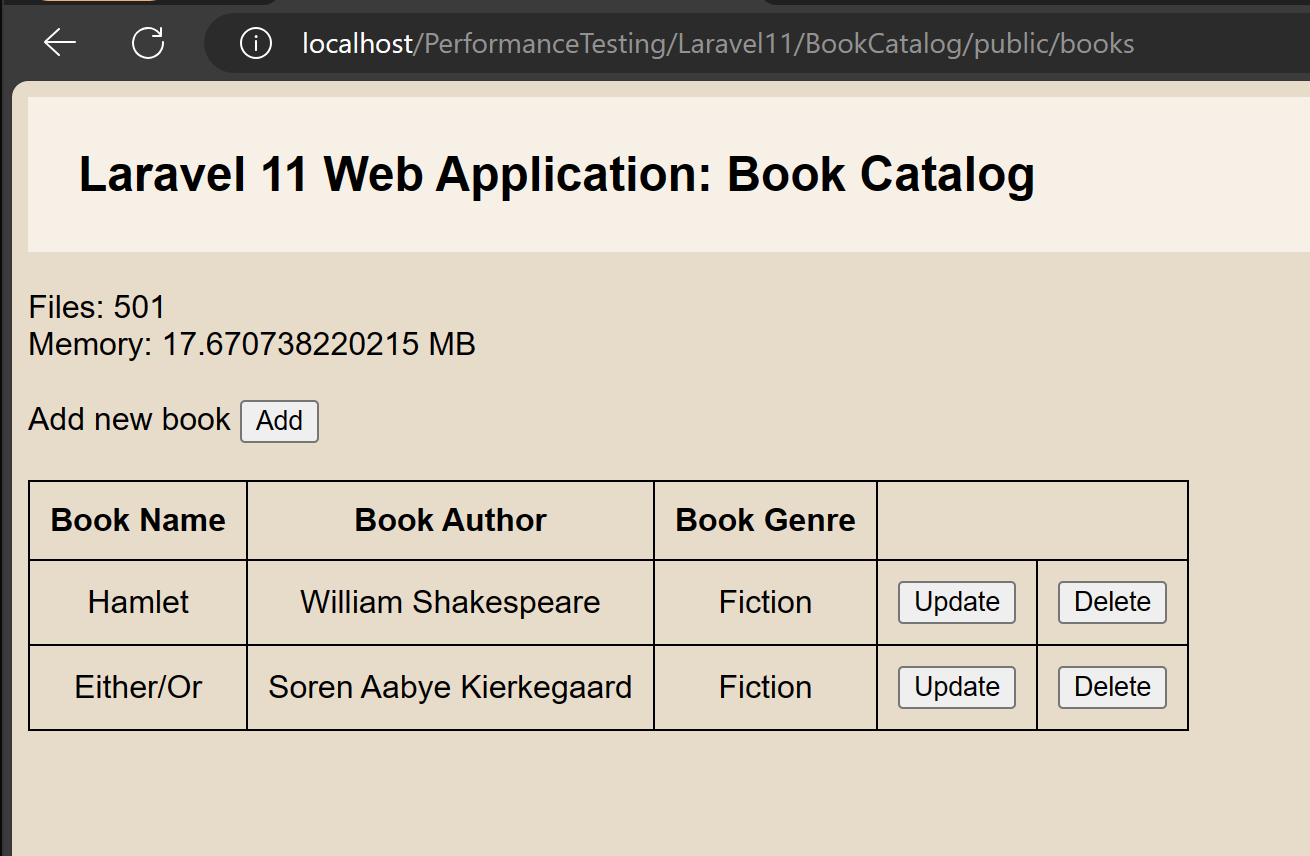 localhost/PerformanceTesting/Laravel11/BookCatalog/public/books
Laravel 11 Web Application: Book Catalog
Files: 501
Memory: 17.670738220215 MB
Add new book Add
Book Name Book Author Book Genre
Hamlet William Shakespeare Fiction Update Delete
Either/Or Soren Aabye Kierkegaard Fiction Update Delete